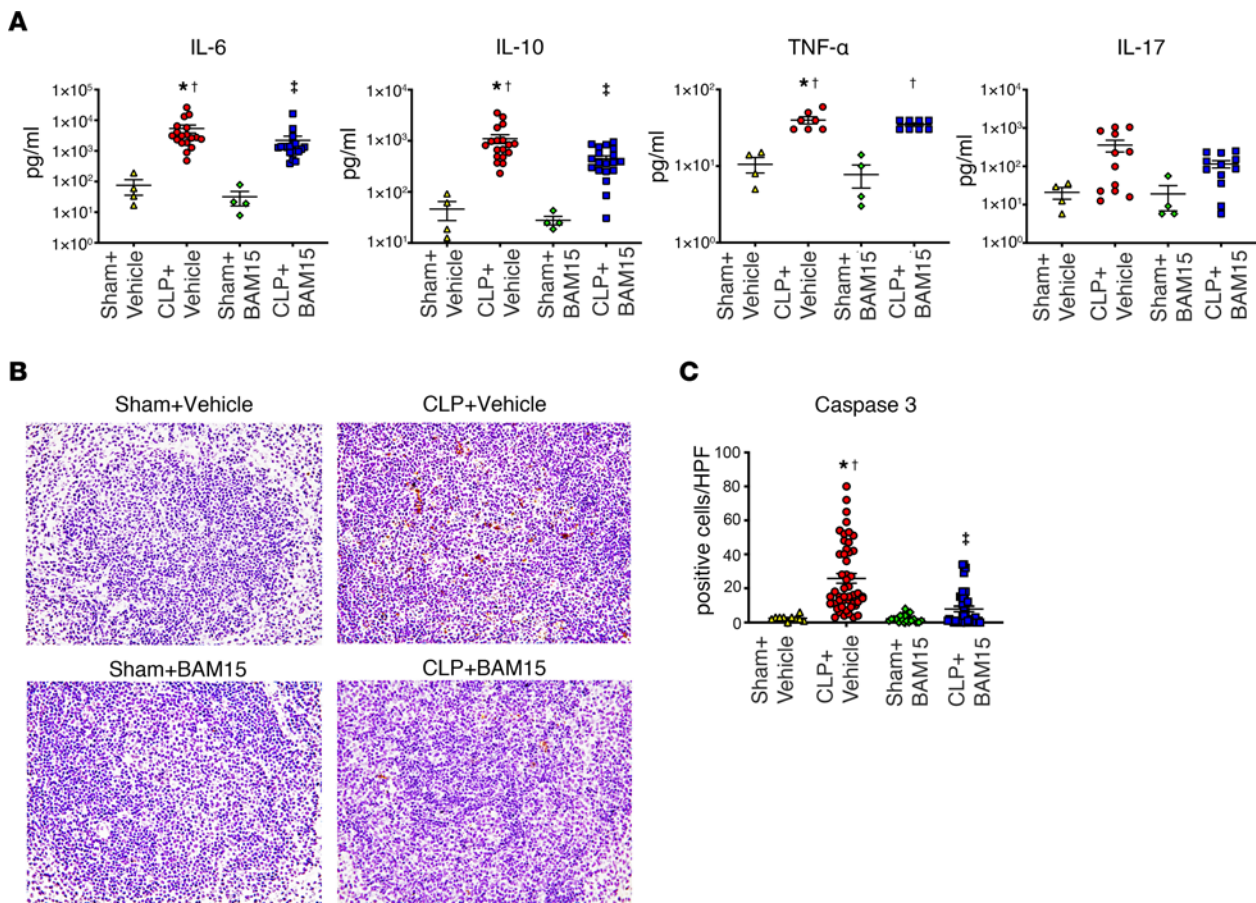 A
IL-6
* †
‡
1×10⁵
1×10⁴
1×10³
1×10²
1×10¹
1×10⁰
pg/ml
Sham+
Vehicle
CLP+
Vehicle
Sham+
BAM15
CLP+
BAM15
IL-10
* †
‡
1×10⁴
1×10³
1×10²
1×10¹
pg/ml
Sham+
Vehicle
CLP+
Vehicle
Sham+
BAM15
CLP+
BAM15
TNF-α
* †
†
1×10²
1×10¹
1×10⁰
pg/ml
Sham+
Vehicle
CLP+
Vehicle
Sham+
BAM15
CLP+
BAM15
IL-17
1×10⁴
1×10³
1×10²
1×10¹
1×10⁰
pg/ml
Sham+
Vehicle
CLP+
Vehicle
Sham+
BAM15
CLP+
BAM15
B
Sham+Vehicle
CLP+Vehicle
Sham+BAM15
CLP+BAM15
C
Caspase 3
* †
‡
100
80
60
40
20
0
positive cells/HPF
Sham+
Vehicle
CLP+
Vehicle
Sham+
BAM15
CLP+
BAM15